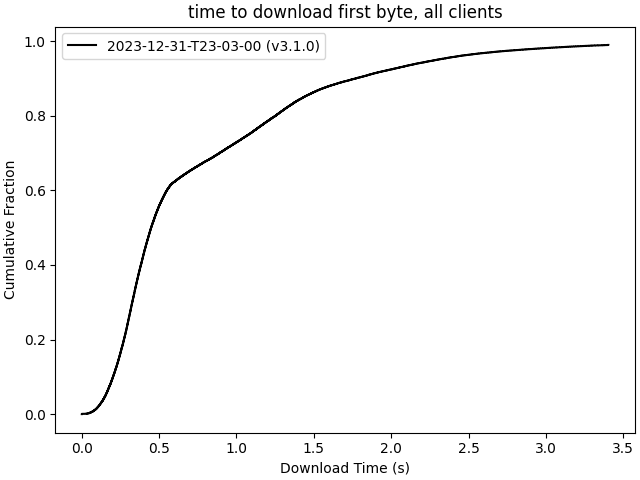 time to download first byte, all clients
2023-12-31-T23-03-00 (v3.1.0)
Cumulative Fraction
1.0
0.8
0.6
0.4
0.2
0.0
0.0 0.5 1.0 1.5 2.0 2.5 3.0 3.5
Download Time (s)